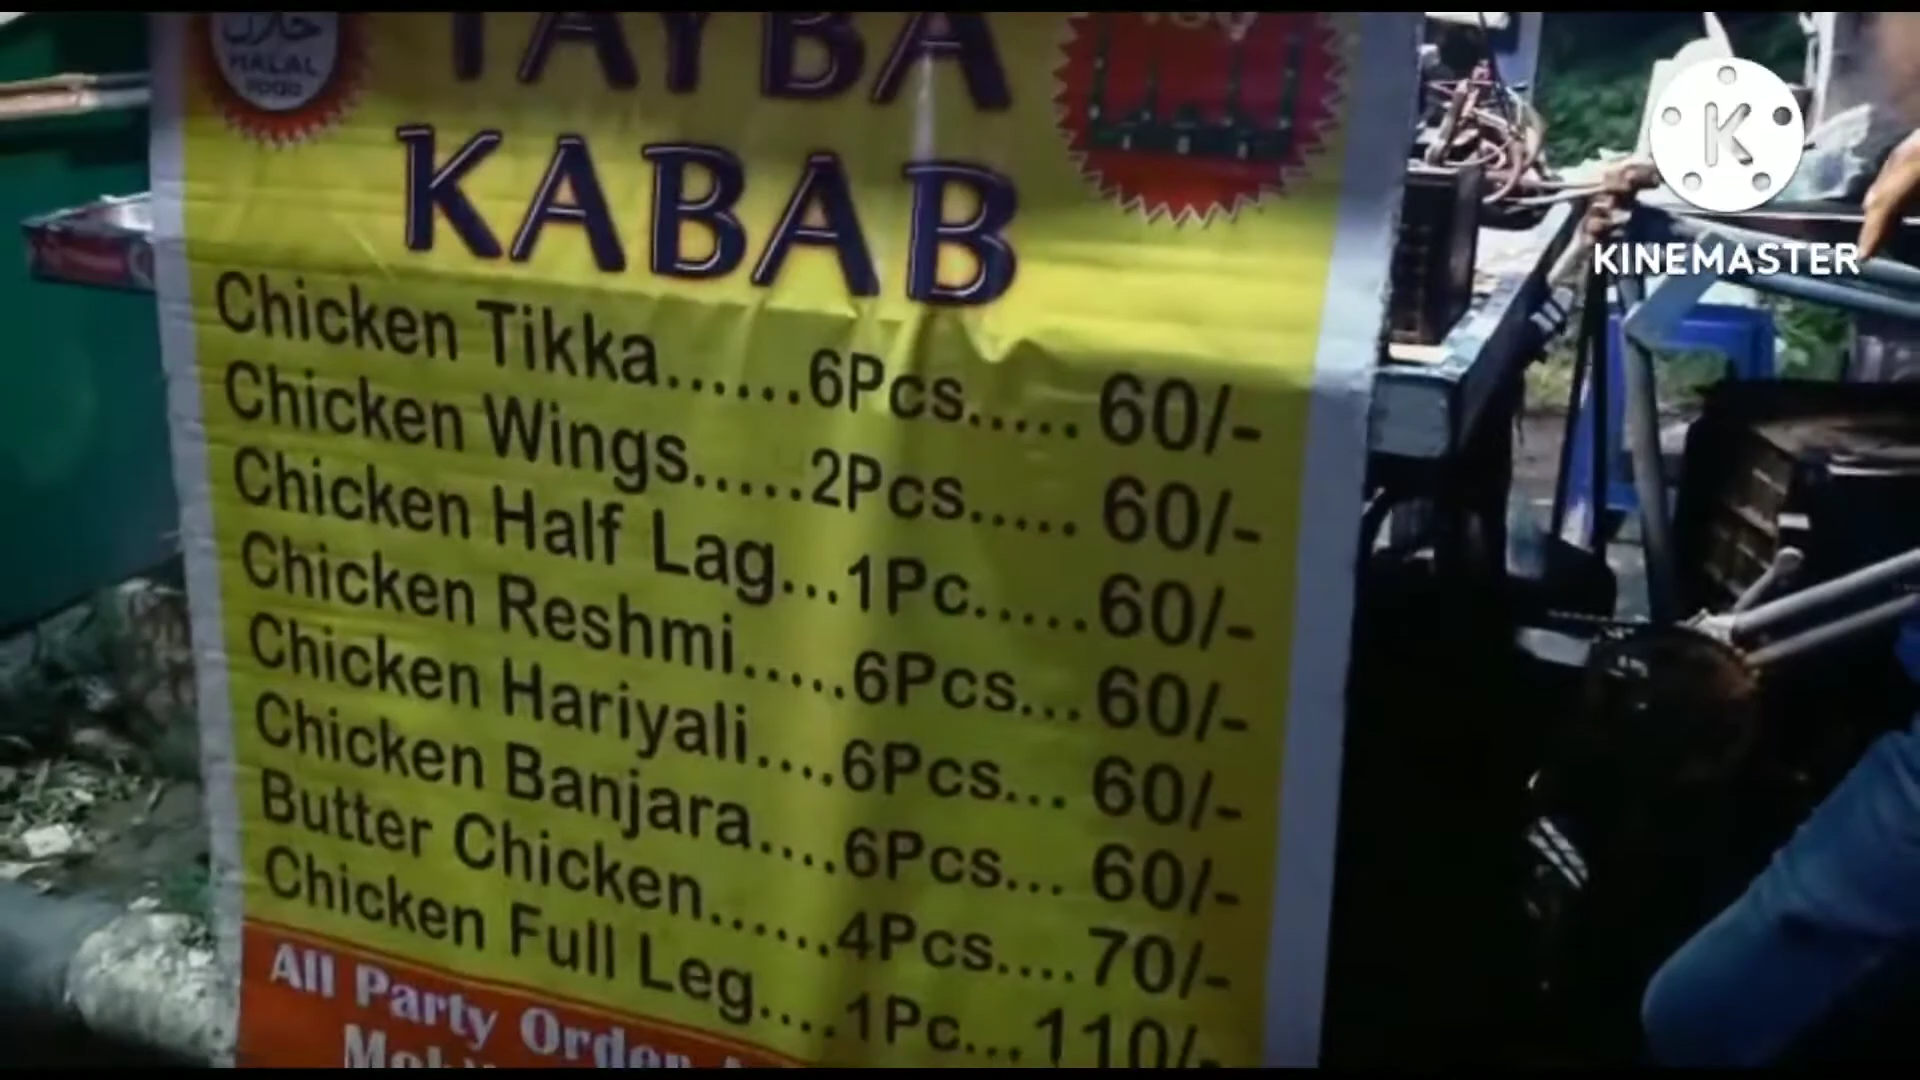 حلال
HALAL
FOOD
TAYBA
KABAB
Chicken Tikka......6Pcs..... 60/-
Chicken Wings.....2Pcs..... 60/-
Chicken Half Lag...1Pc.....60/-
Chicken Reshmi.....6Pcs...60/-
Chicken Hariyali....6Pcs... 60/-
Chicken Banjara....6Pcs... 60/-
Butter Chicken......4Pcs....70/-
Chicken Full Leg....1Pc...110/-
All Party Order
K
KINEMASTER